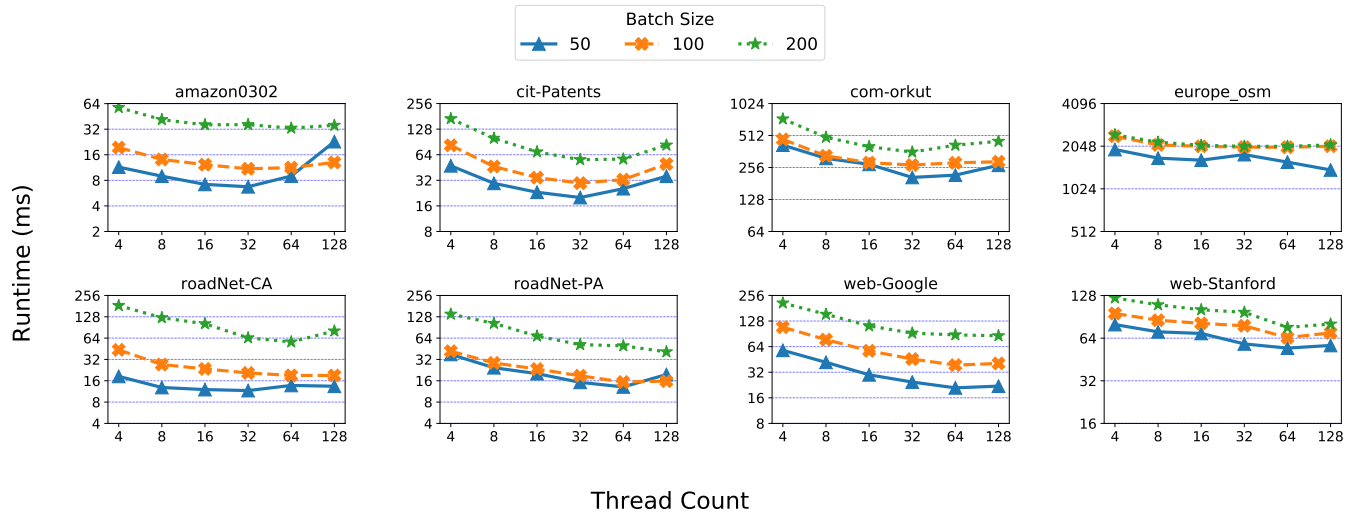 Batch Size
50 100 200
amazon0302 cit-Patents com-orkut europe_osm
64 256 1024 4096
32 128 512 2048
16 64 256 1024
8 32 128 512
4 16 64
2 8
4 8 16 32 64 128 4 8 16 32 64 128 4 8 16 32 64 128 4 8 16 32 64 128
Runtime (ms)
roadNet-CA roadNet-PA web-Google web-Stanford
256 256 256 128
128 128 128 64
64 64 64 32
32 32 32 16
16 16 16
8 8 8
4 4
4 8 16 32 64 128 4 8 16 32 64 128 4 8 16 32 64 128 4 8 16 32 64 128
Thread Count